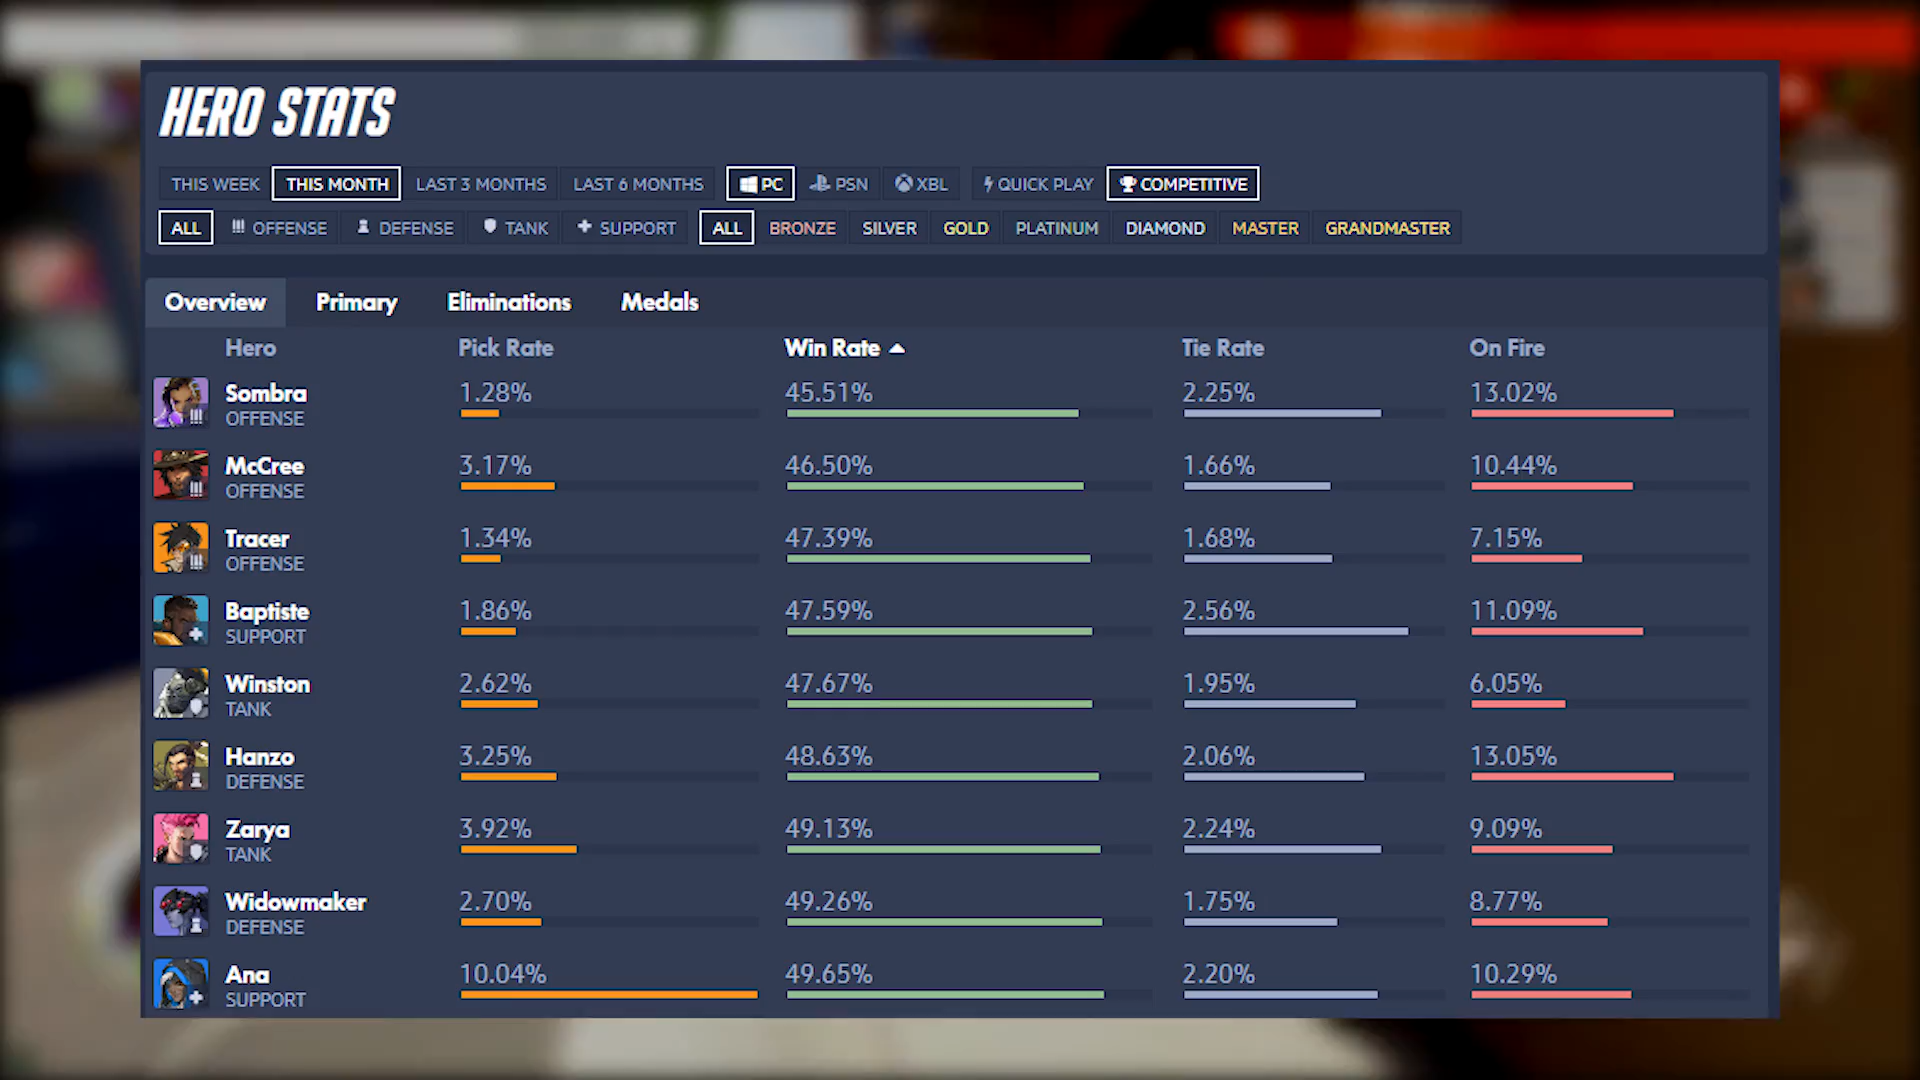 HERO STATS
THIS WEEK THIS MONTH LAST 3 MONTHS LAST 6 MONTHS PC PSN XBL QUICK PLAY COMPETITIVE
ALL OFFENSE DEFENSE TANK SUPPORT ALL BRONZE SILVER GOLD PLATINUM DIAMOND MASTER GRANDMASTER
Overview Primary Eliminations Medals
Hero Pick Rate Win Rate Tie Rate On Fire
Sombra 1.28% 45.51% 2.25% 13.02%
OFFENSE
McCree 3.17% 46.50% 1.66% 10.44%
OFFENSE
Tracer 1.34% 47.39% 1.68% 7.15%
OFFENSE
Baptiste 1.86% 47.59% 2.56% 11.09%
SUPPORT
Winston 2.62% 47.67% 1.95% 6.05%
TANK
Hanzo 3.25% 48.63% 2.06% 13.05%
DEFENSE
Zarya 3.92% 49.13% 2.24% 9.09%
TANK
Widowmaker 2.70% 49.26% 1.75% 8.77%
DEFENSE
Ana 10.04% 49.65% 2.20% 10.29%
SUPPORT